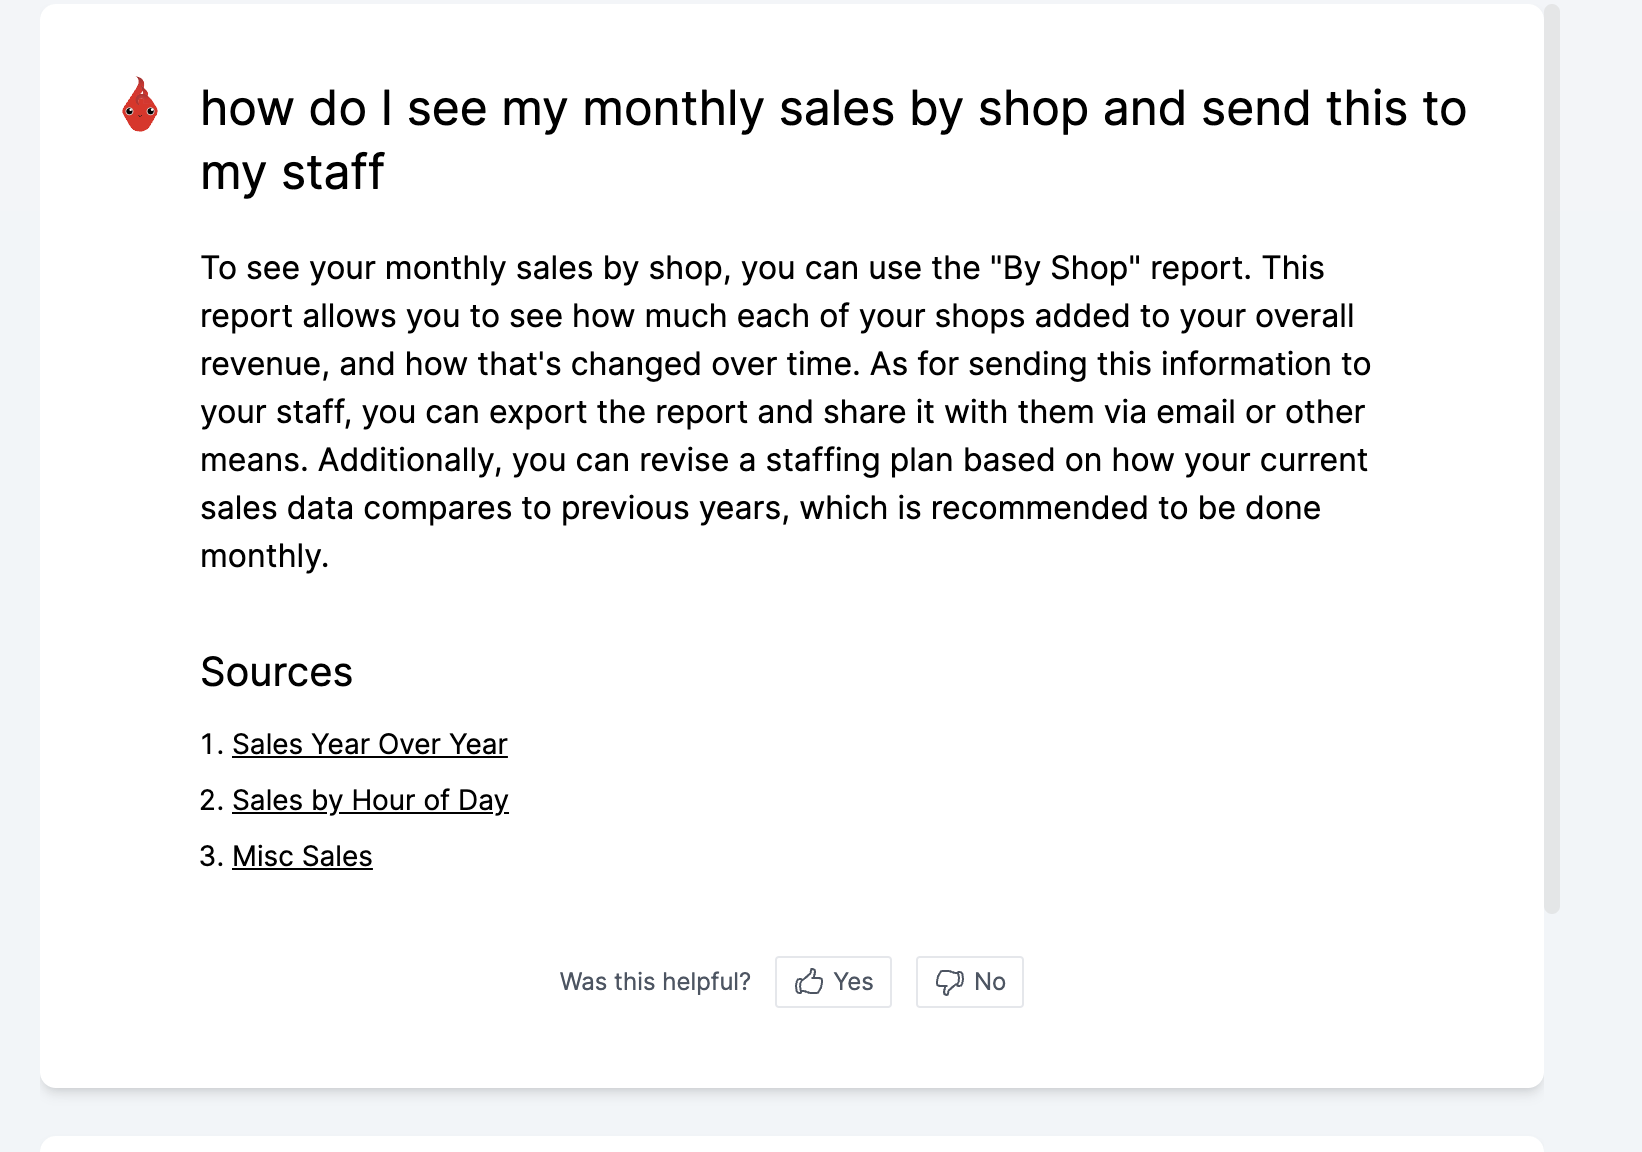 how do I see my monthly sales by shop and send this to
my staff
To see your monthly sales by shop, you can use the "By Shop" report. This
report allows you to see how much each of your shops added to your overall
revenue, and how that's changed over time. As for sending this information to
your staff, you can export the report and share it with them via email or other
means. Additionally, you can revise a staffing plan based on how your current
sales data compares to previous years, which is recommended to be done
monthly.
Sources
1. Sales Year Over Year
2. Sales by Hour of Day
3. Misc Sales
Was this helpful? Yes No